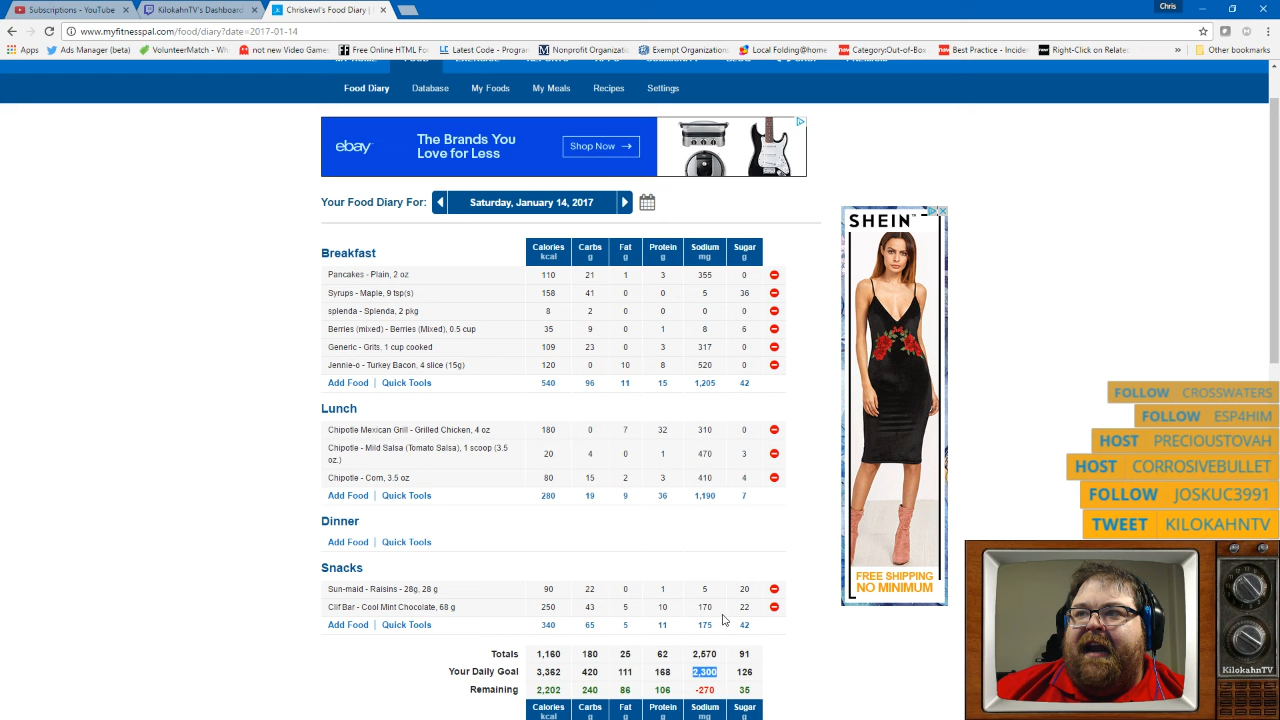 Subscriptions - YouTube
KilokahnTV's Dashboard
Chriskewl's Food Diary |
Chris
www.myfitnesspal.com/food/diary?date=2017-01-14
Apps
Ads Manager (beta)
VolunteerMatch - Wh
not new Video Games
Free Online HTML For
Latest Code - Progra
Nonprofit Organizatio
Exempt Organizations
Local Folding@home
CategoryOut-of-Box
Best Practice - Incide
Right-Click on Relate
Other bookmarks
Food Diary
Database
My Foods
My Meals
Recipes
Settings
ebay
The Brands You
Love for Less
Shop Now →
Your Food Diary For:
Saturday, January 14, 2017
SHEIN
Breakfast
Calories kcal
Carbs g
Fat g
Protein g
Sodium mg
Sugar g
Pancakes - Plain, 2 oz 110 21 1 3 355 0
Syrups - Maple, 9 tsp(s) 158 41 0 0 5 36
splenda - Splenda, 2 pkg 8 2 0 0 0 0
Berries (mixed) - Berries (Mixed), 0.5 cup 35 9 0 1 8 6
Generic - Grits, 1 cup cooked 109 23 0 3 317 0
Jennie-o - Turkey Bacon, 4 slice (15g) 120 0 10 8 520 0
Add Food | Quick Tools 540 96 11 15 1,205 42
Lunch
Chipotle Mexican Grill - Grilled Chicken, 4 oz 180 0 7 32 310 0
Chipotle - Mild Salsa (Tomato Salsa), 1 scoop (3.5
oz.) 20 4 0 1 470 3
Chipotle - Corn, 3.5 oz 80 15 2 3 410 4
Add Food | Quick Tools 280 19 9 36 1,190 7
Dinner
Add Food | Quick Tools
Snacks
Sun-maid - Raisins - 28g, 28 g 90 22 0 1 5 20
Clif Bar - Cool Mint Chocolate, 68 g 250 43 5 10 170 22
Add Food | Quick Tools 340 65 5 11 175 42
Totals 1,160 180 25 62 2,570 91
Your Daily Goal 3,362 420 111 168 2,300 126
Remaining 2,202 240 86 106 -270 35
Calories kcal
Carbs g
Fat g
Protein g
Sodium mg
Sugar g
FREE SHIPPING
NO MINIMUM
FOLLOW CROSSWATERS
FOLLOW ESP4HIM
HOST PRECIOUSTOVAH
HOST CORROSIVEBULLET
FOLLOW JOSKUC3991
TWEET KILOKAHNTV
KilokahnTV